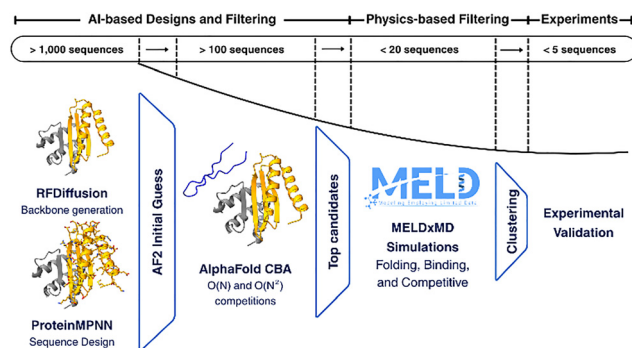 AI-based Designs and Filtering
Physics-based Filtering
Experiments
> 1,000 sequences
> 100 sequences
< 20 sequences
< 5 sequences
RFDiffusion
Backbone generation
ProteinMPNN
Sequence Design
AF2 Initial Guess
AlphaFold CBA
O(N) and O(N²)
competitions
Top candidates
MELD
MELDxMD
Simulations
Folding, Binding,
and Competitive
Clustering
Experimental
Validation